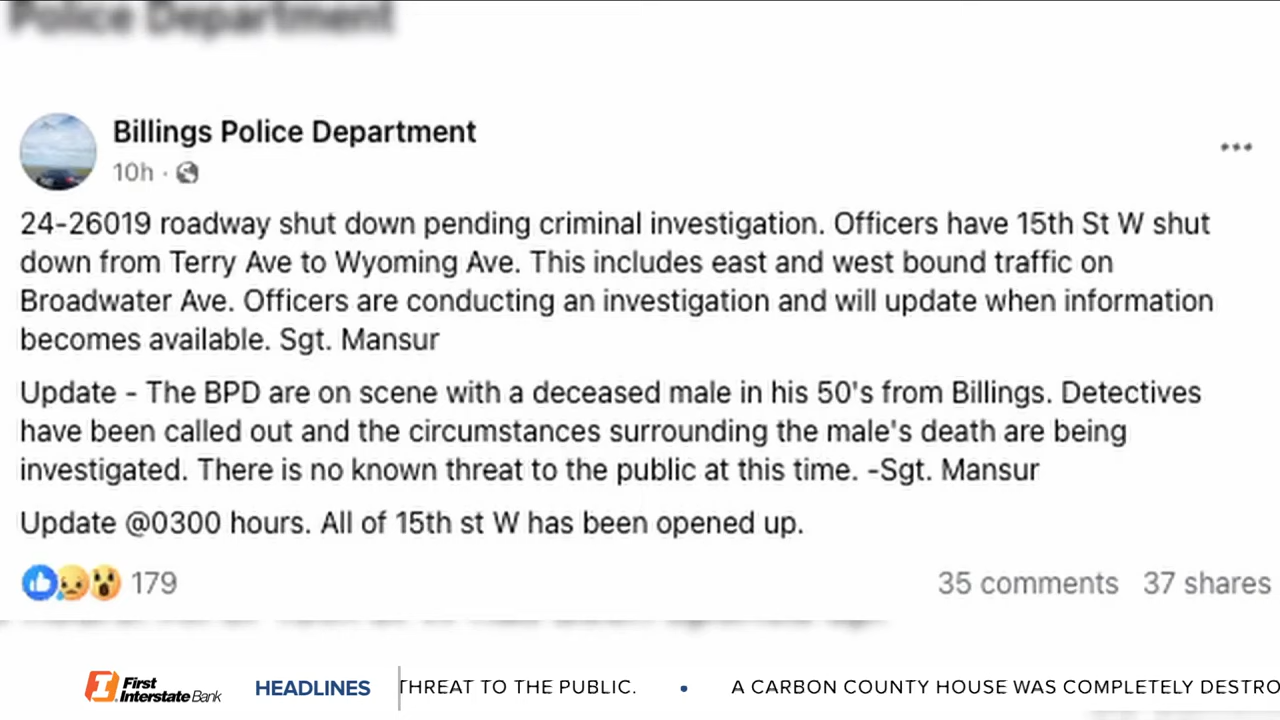 Police Department
Billings Police Department
10h ·
24-26019 roadway shut down pending criminal investigation. Officers have 15th St W shut
down from Terry Ave to Wyoming Ave. This includes east and west bound traffic on
Broadwater Ave. Officers are conducting an investigation and will update when information
becomes available. Sgt. Mansur
Update - The BPD are on scene with a deceased male in his 50's from Billings. Detectives
have been called out and the circumstances surrounding the male's death are being
investigated. There is no known threat to the public at this time. -Sgt. Mansur
Update @0300 hours. All of 15th st W has been opened up.
179
35 comments 37 shares
First
Interstate Bank
HEADLINES
THREAT TO THE PUBLIC. • A CARBON COUNTY HOUSE WAS COMPLETELY DESTRO